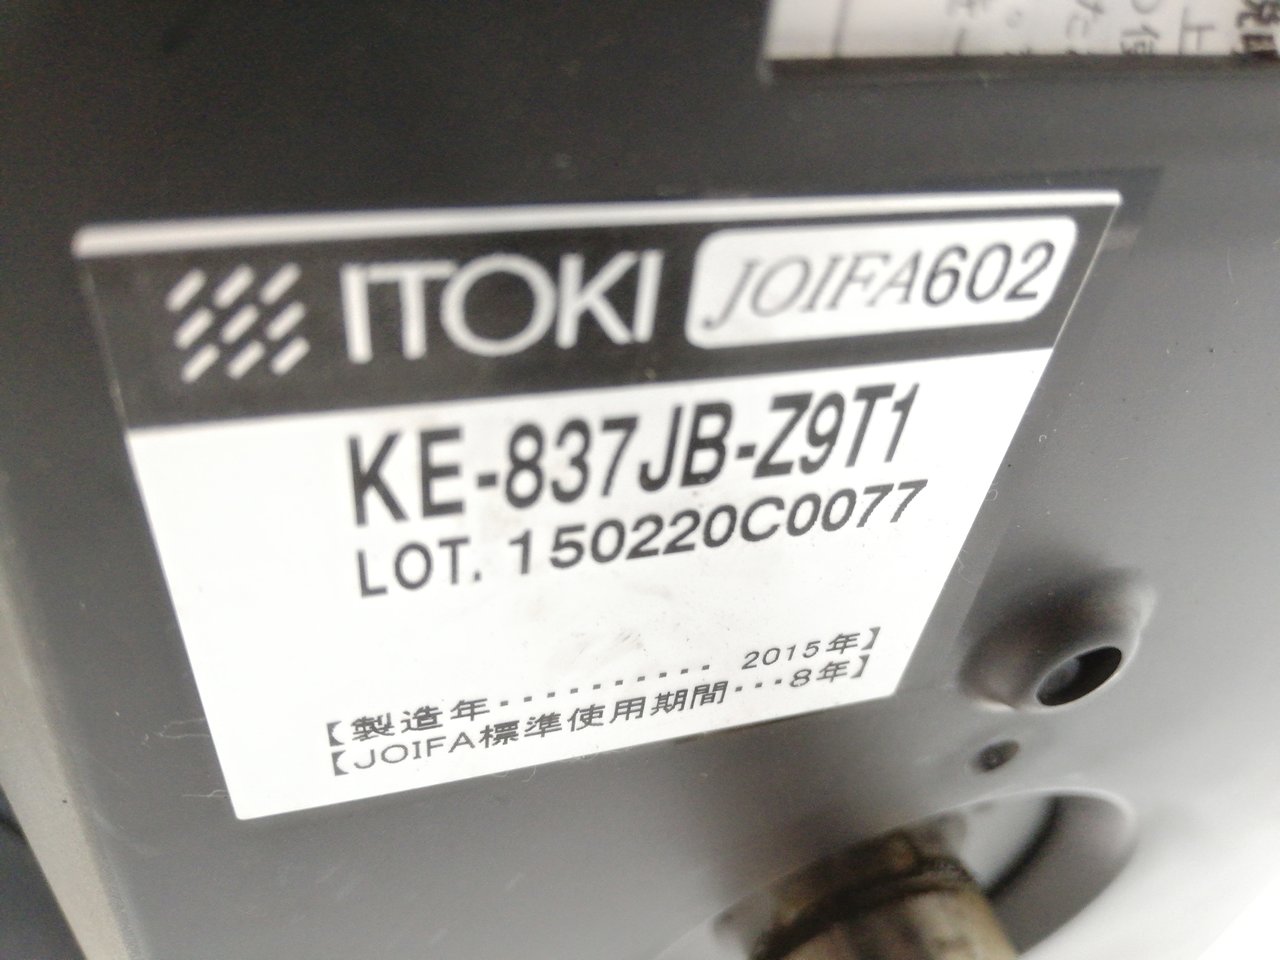 ITOKI JOIFA602
KE-837JB-Z9T1
LOT. 150220C0077
【製造年・・・・・・・・・・ 2015年】
【JOIFA標準使用期間・・・8年】